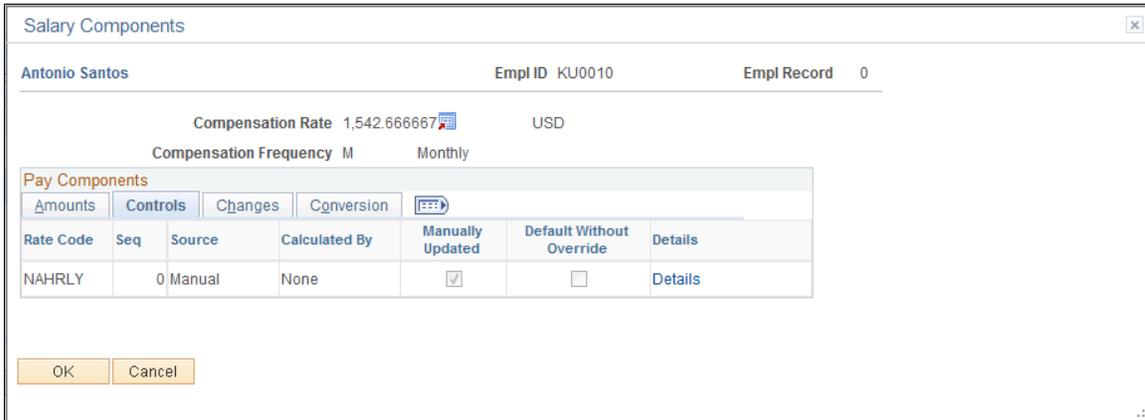 Salary Components
Antonio Santos Empl ID KU0010 Empl Record 0
Compensation Rate 1,542.666667 USD
Compensation Frequency M Monthly
Pay Components
Amounts Controls Changes Conversion
Rate Code Seq Source Calculated By Manually Updated Default Without Override Details
NAHRLY 0 Manual None Details
OK Cancel